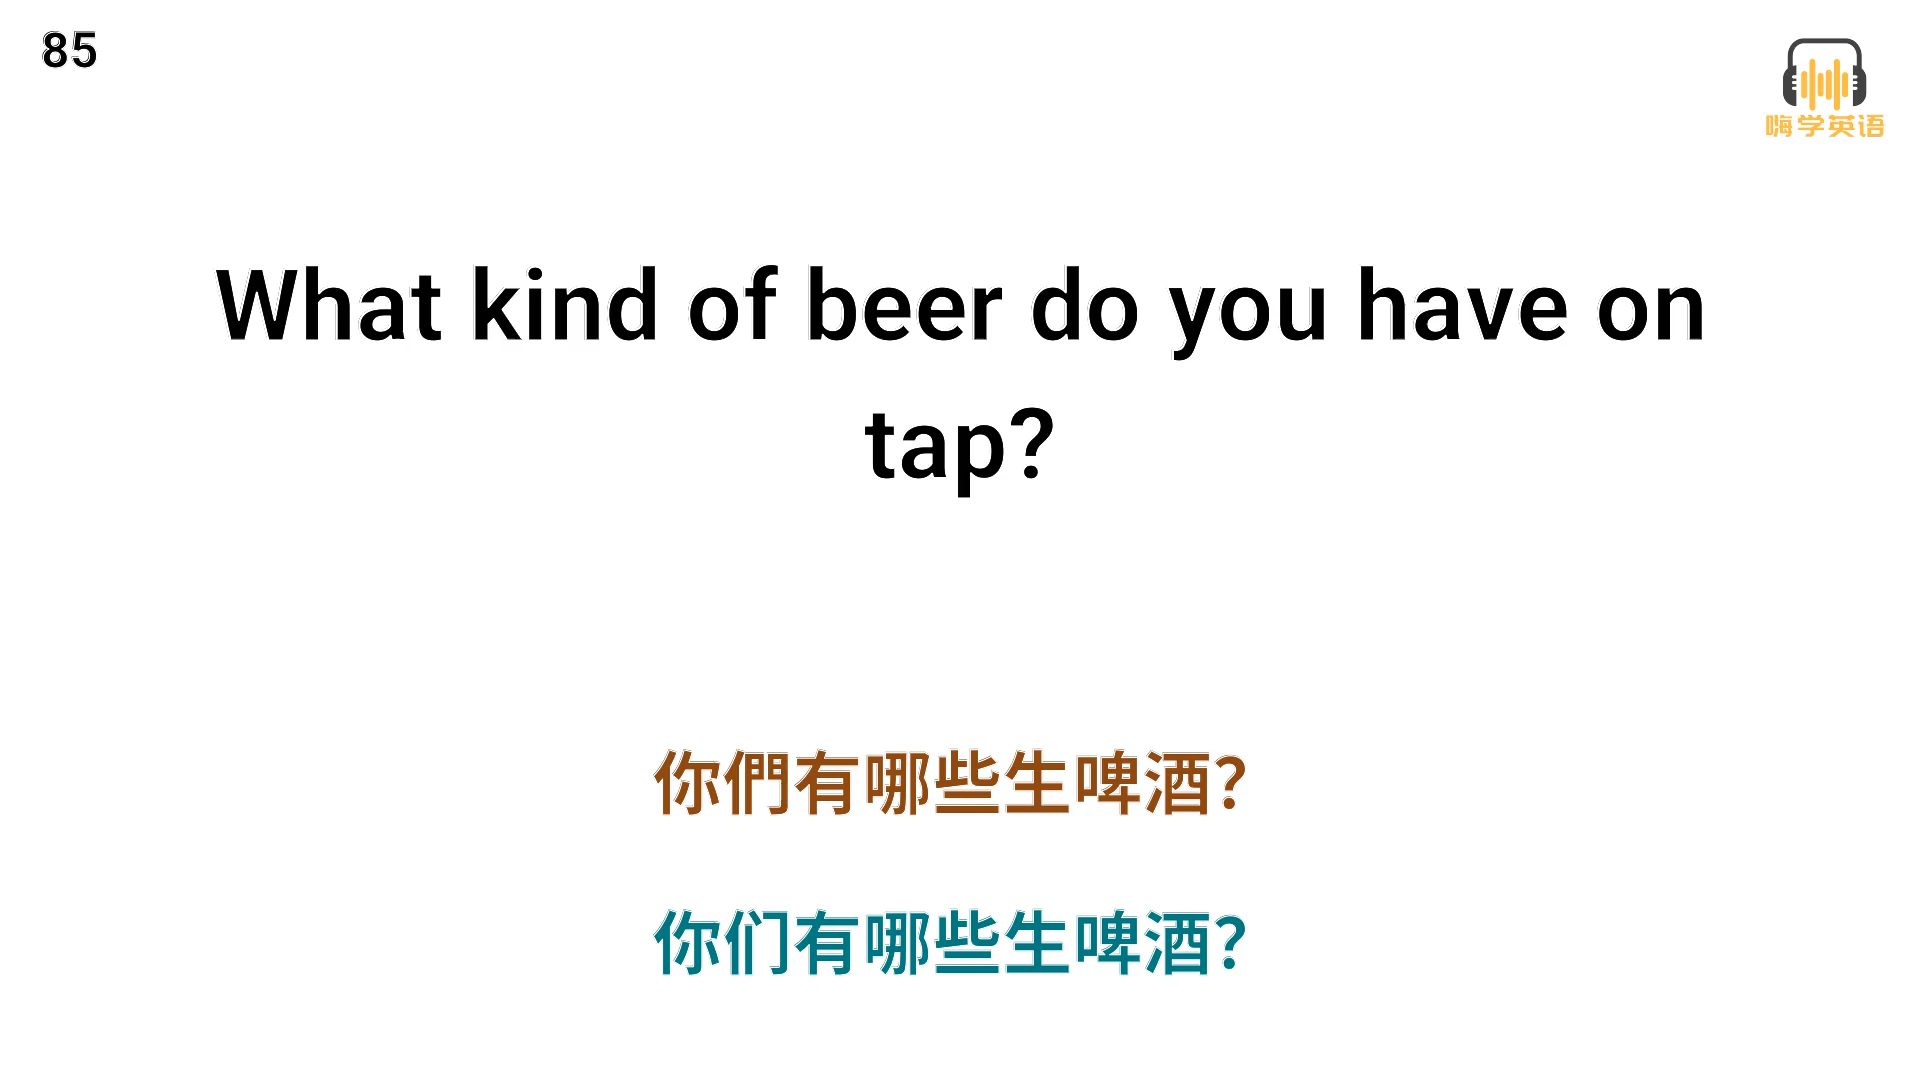 85
嗨学英语
What kind of beer do you have on
tap?
你們有哪些生啤酒?
你们有哪些生啤酒?